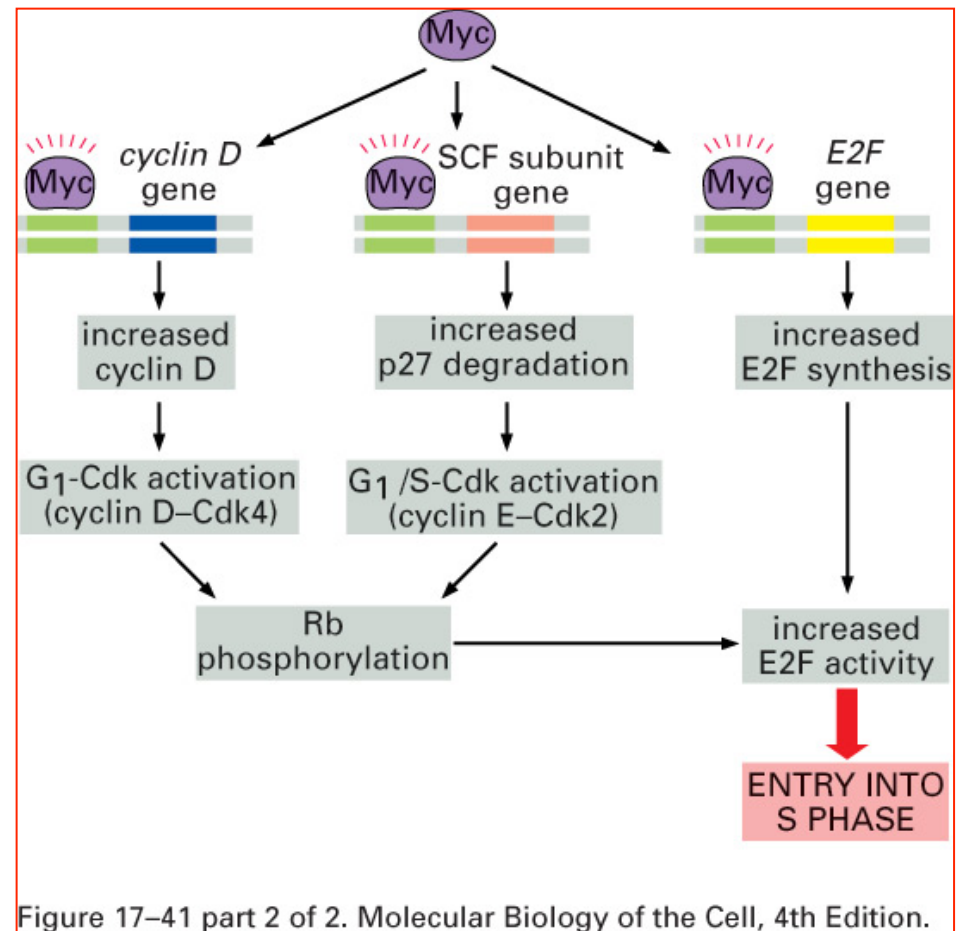 Myc
Myc
cyclin D
gene
Myc
SCF subunit
gene
Myc
E2F
gene
increased
cyclin D
increased
p27 degradation
increased
E2F synthesis
G1-Cdk activation
(cyclin D–Cdk4)
G1/S-Cdk activation
(cyclin E–Cdk2)
Rb
phosphorylation
increased
E2F activity
ENTRY INTO
S PHASE
Figure 17–41 part 2 of 2. Molecular Biology of the Cell, 4th Edition.